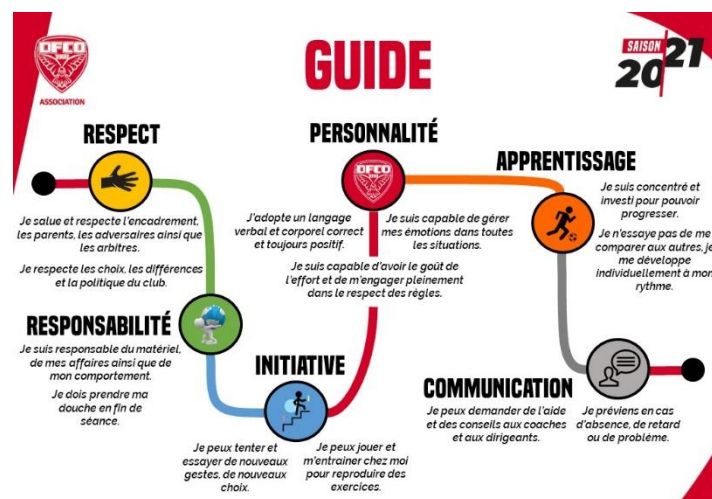 DFCO
ASSOCIATION
GUIDE
SAISON
20 21
RESPECT
Je salue et respecte l'encadrement,
les parents, les adversaires ainsi que
les arbitres.
Je respecte les choix, les différences
et la politique du club.
RESPONSABILITÉ
Je suis responsable du matériel,
de mes affaires ainsi que de
mon comportement.
Je dois prendre ma
douche en fin de
séance.
INITIATIVE
Je peux tenter et
essayer de nouveaux
gestes, de nouveaux
choix.
Je peux jouer et
m'entrainer chez moi
pour reproduire des
exercices.
PERSONNALITÉ
DFCO
J'adopte un langage
verbal et corporel correct
et toujours positif.
Je suis capable de gérer
mes émotions dans toutes
les situations.
Je suis capable d'avoir le goût de
l'effort et de m'engager pleinement
dans le respect des règles.
APPRENTISSAGE
Je suis concentré et
investi pour pouvoir
progresser.
Je n'essaye pas de me
comparer aux autres, je
me développe
individuellement à mon
rythme.
COMMUNICATION
Je peux demander de l'aide
et des conseils aux coaches
et aux dirigeants.
Je préviens en cas
d'absence, de retard
ou de problème.